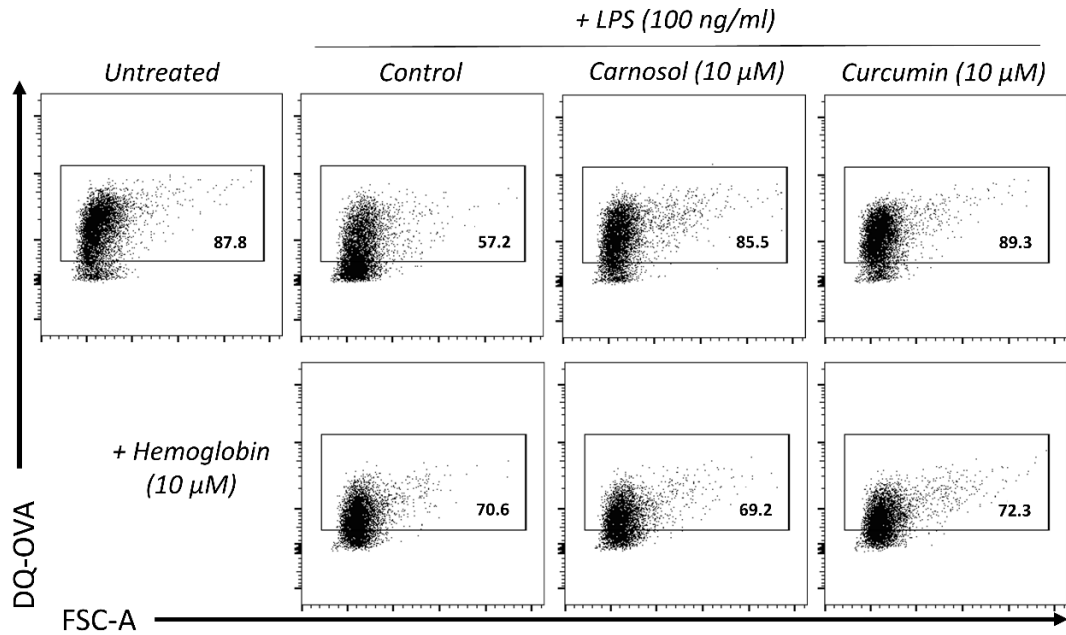 + LPS (100 ng/ml)
Untreated
Control
Carnosol (10 μM)
Curcumin (10 μM)
87.8
57.2
85.5
89.3
+ Hemoglobin
(10 μM)
70.6
69.2
72.3
DQ-OVA
FSC-A